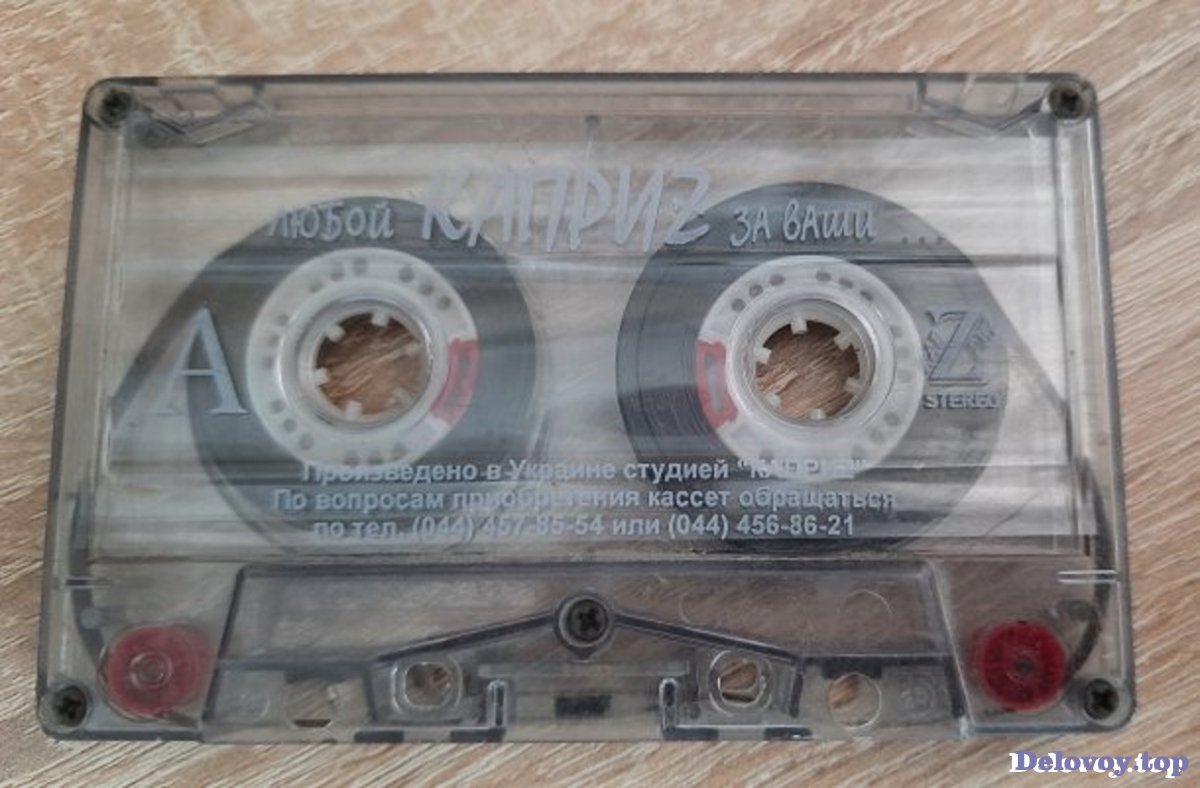 ЛЮБОЙ КАПРИZ ЗА ВАШИ ...
A
Z
STEREO
Произведено в Украине студией "КАПРИZ"
По вопросам приобретения кассет обращаться
по тел. (044) 457-85-54 или (044) 456-86-21
Delovoy.top